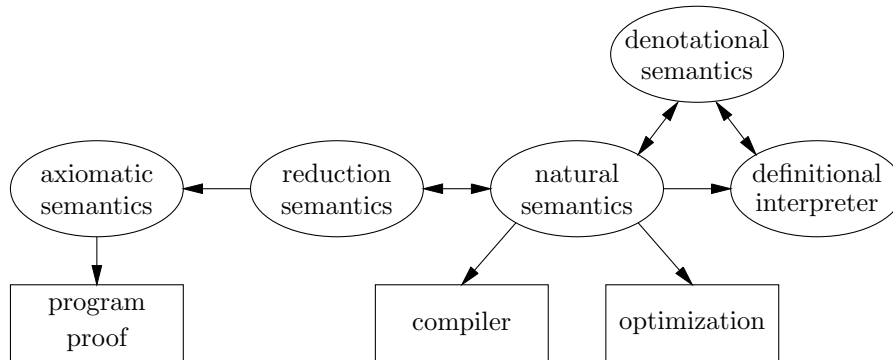 denotational
semantics
axiomatic
semantics
reduction
semantics
natural
semantics
definitional
interpreter
program
proof
compiler
optimization